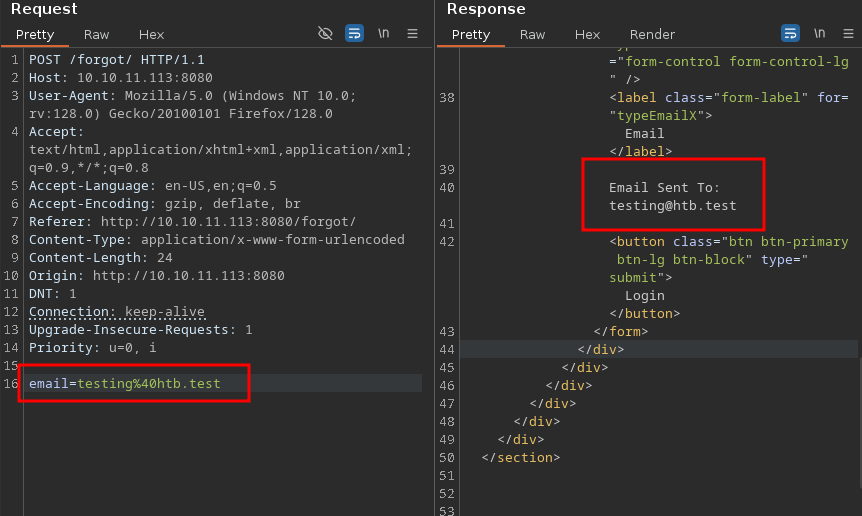 Request
Pretty Raw Hex
\n
1 POST /forgot/ HTTP/1.1
2 Host: 10.10.11.113:8080
3 User-Agent: Mozilla/5.0 (Windows NT 10.0;
rv:128.0) Gecko/20100101 Firefox/128.0
4 Accept:
text/html,application/xhtml+xml,application/xml;
q=0.9,*/*;q=0.8
5 Accept-Language: en-US,en;q=0.5
6 Accept-Encoding: gzip, deflate, br
7 Referer: http://10.10.11.113:8080/forgot/
8 Content-Type: application/x-www-form-urlencoded
9 Content-Length: 24
10 Origin: http://10.10.11.113:8080
11 DNT: 1
12 Connection: keep-alive
13 Upgrade-Insecure-Requests: 1
14 Priority: u=0, i
15
16 email=testing%40htb.test
Response
Pretty Raw Hex Render
\n
="form-control form-control-lg
" />
38 <label class="form-label" for=
"typeEmailX">
Email
</label>
39
40 Email Sent To:
testing@htb.test
41
42 <button class="btn btn-primary
btn-lg btn-block" type="
submit">
Login
</button>
43 </form>
44 </div>
45 </div>
46 </div>
47 </div>
48 </div>
49 </div>
50 </section>
51
52
53